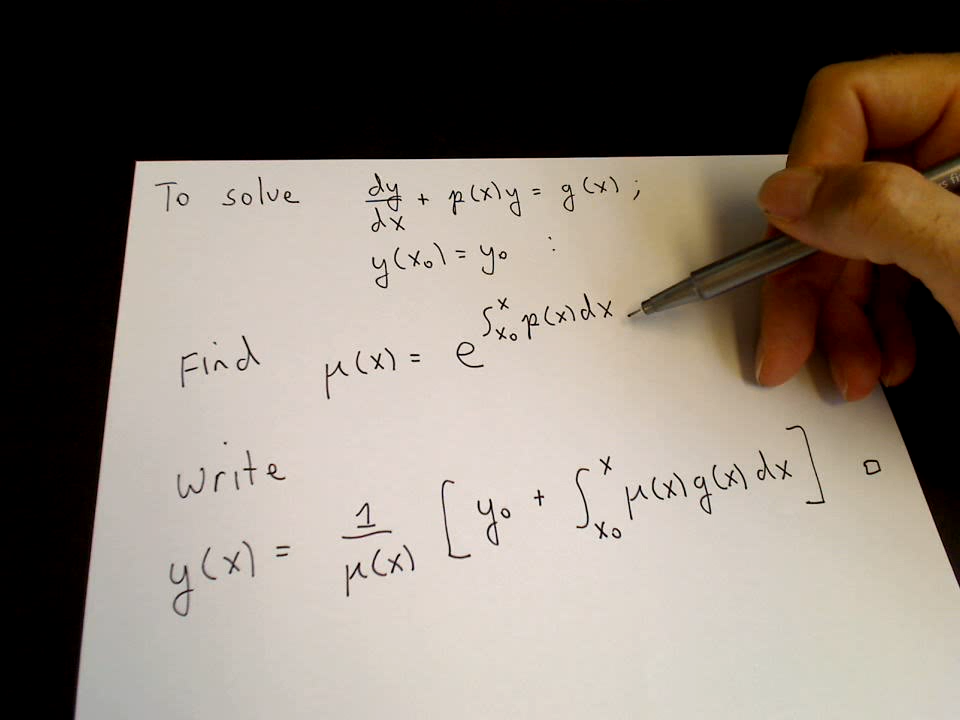 To solve dy/dx + p(x)y = g(x) ;
y(x₀) = y₀ :
Find μ(x) = e^{∫_{x₀}^{x} p(x)dx}
Write
y(x) = 1/μ(x) [ y₀ + ∫_{x₀}^{x} μ(x)g(x)dx ] □